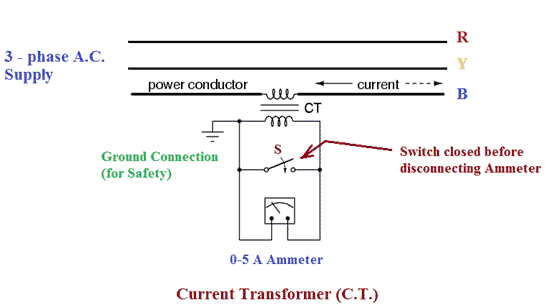 R
3 - phase A.C.
Supply
Y
power conductor
current
B
CT
S
Ground Connection
(for Safety)
Switch closed before
disconnecting Ammeter
0-5 A Ammeter
Current Transformer (C.T.)